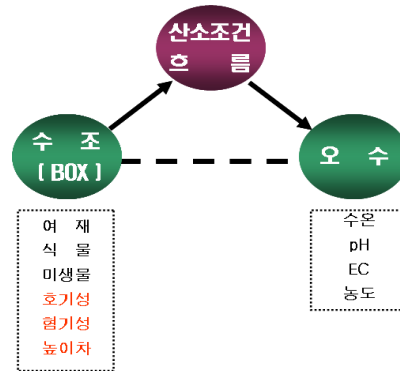 산소조건
흐 름
수 조
( BOX )
오 수
여 재
식 물
미생물
호기성
혐기성
높이차
수온
pH
EC
농도